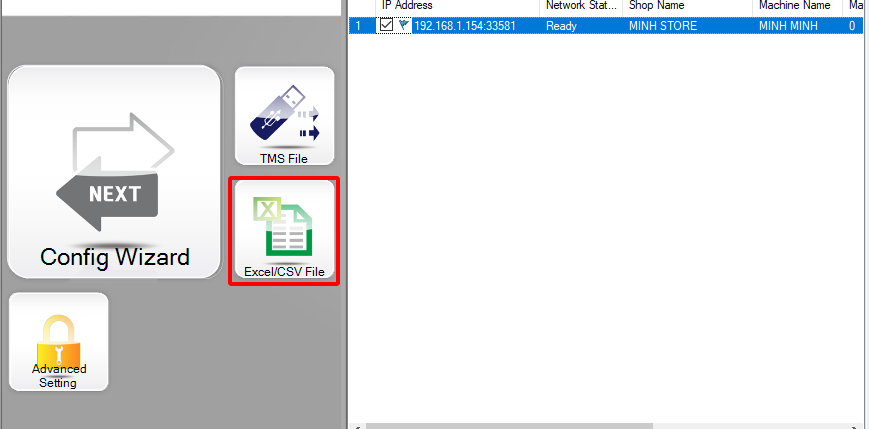 IP Address Network Stat... Shop Name Machine Name Ma
1 192.168.1.154:33581 Ready MINH STORE MINH MINH 0
TMS File
NEXT
Config Wizard
Excel/CSV File
Advanced
Setting